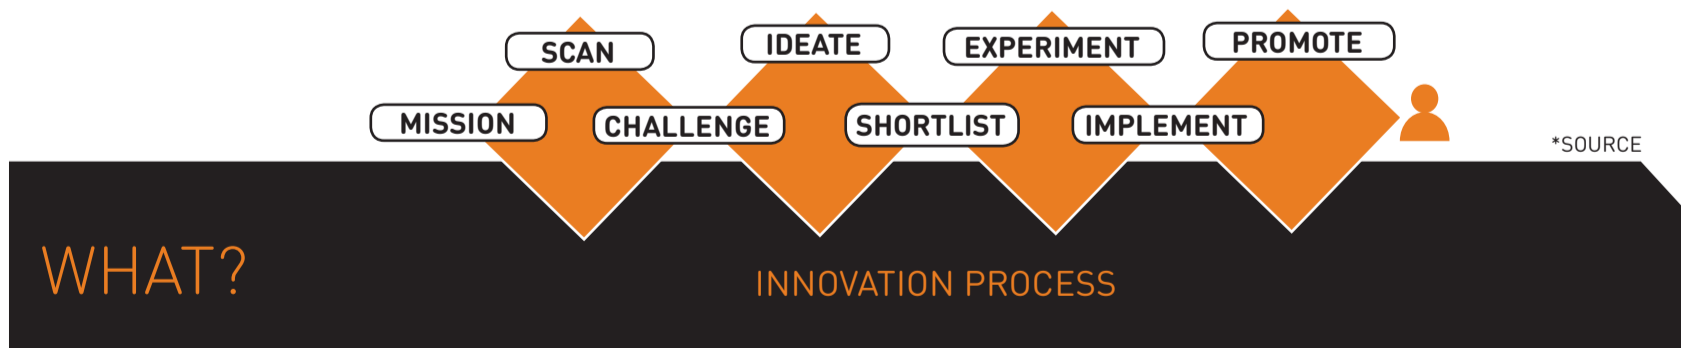 MISSION
SCAN
CHALLENGE
IDEATE
SHORTLIST
EXPERIMENT
IMPLEMENT
PROMOTE
*SOURCE
WHAT?
INNOVATION PROCESS